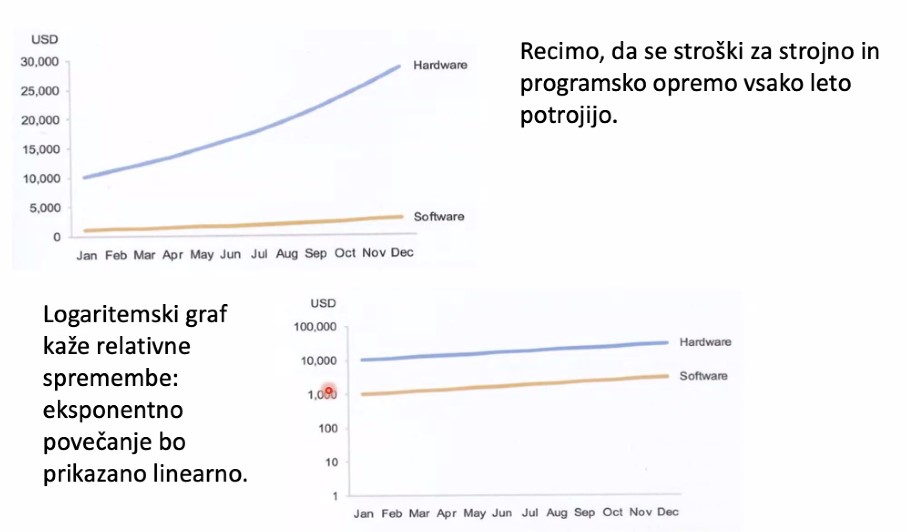 USD
30,000
25,000
20,000
15,000
10,000
5,000
0
Hardware
Software
Jan Feb Mar Apr May Jun Jul Aug Sep Oct Nov Dec
Recimo, da se stroški za strojno in
programsko opremo vsako leto
potrojijo.
Logaritemski graf
kaže relativne
spremembe:
eksponentno
povečanje bo
prikazano linearno.
USD
100,000
10,000
1,000
100
10
1
Hardware
Software
Jan Feb Mar Apr May Jun Jul Aug Sep Oct Nov Dec